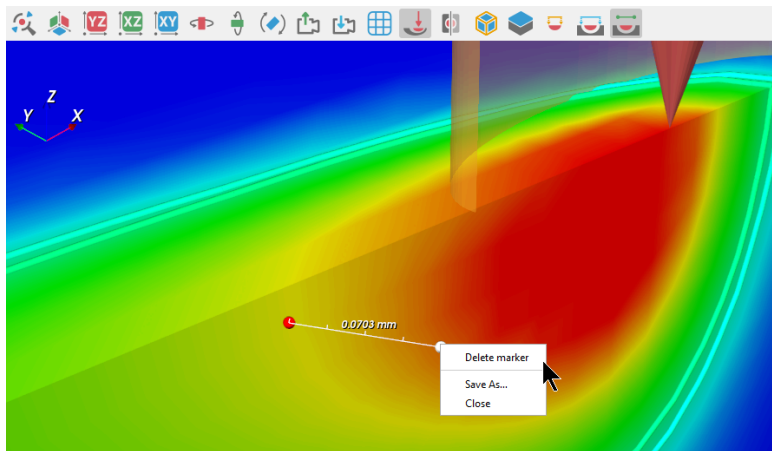 YZ
XZ
XY
Z
Y
X
0.0703 mm
Delete marker
Save As...
Close